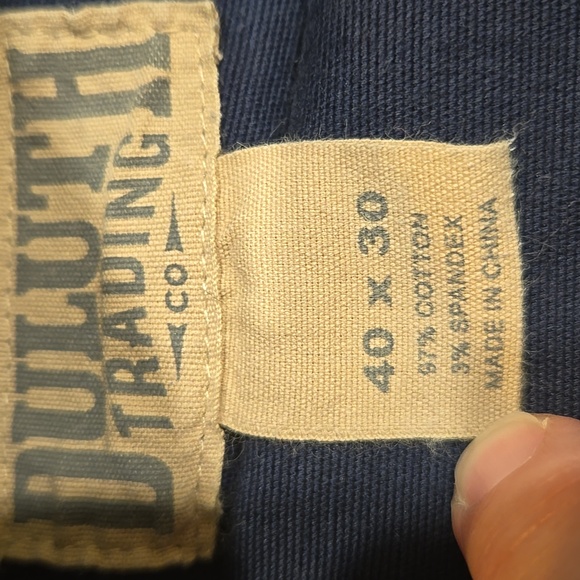 DULUTH
TRADING
CO
40 x 30
97% COTTON
3% SPANDEX
MADE IN CHINA